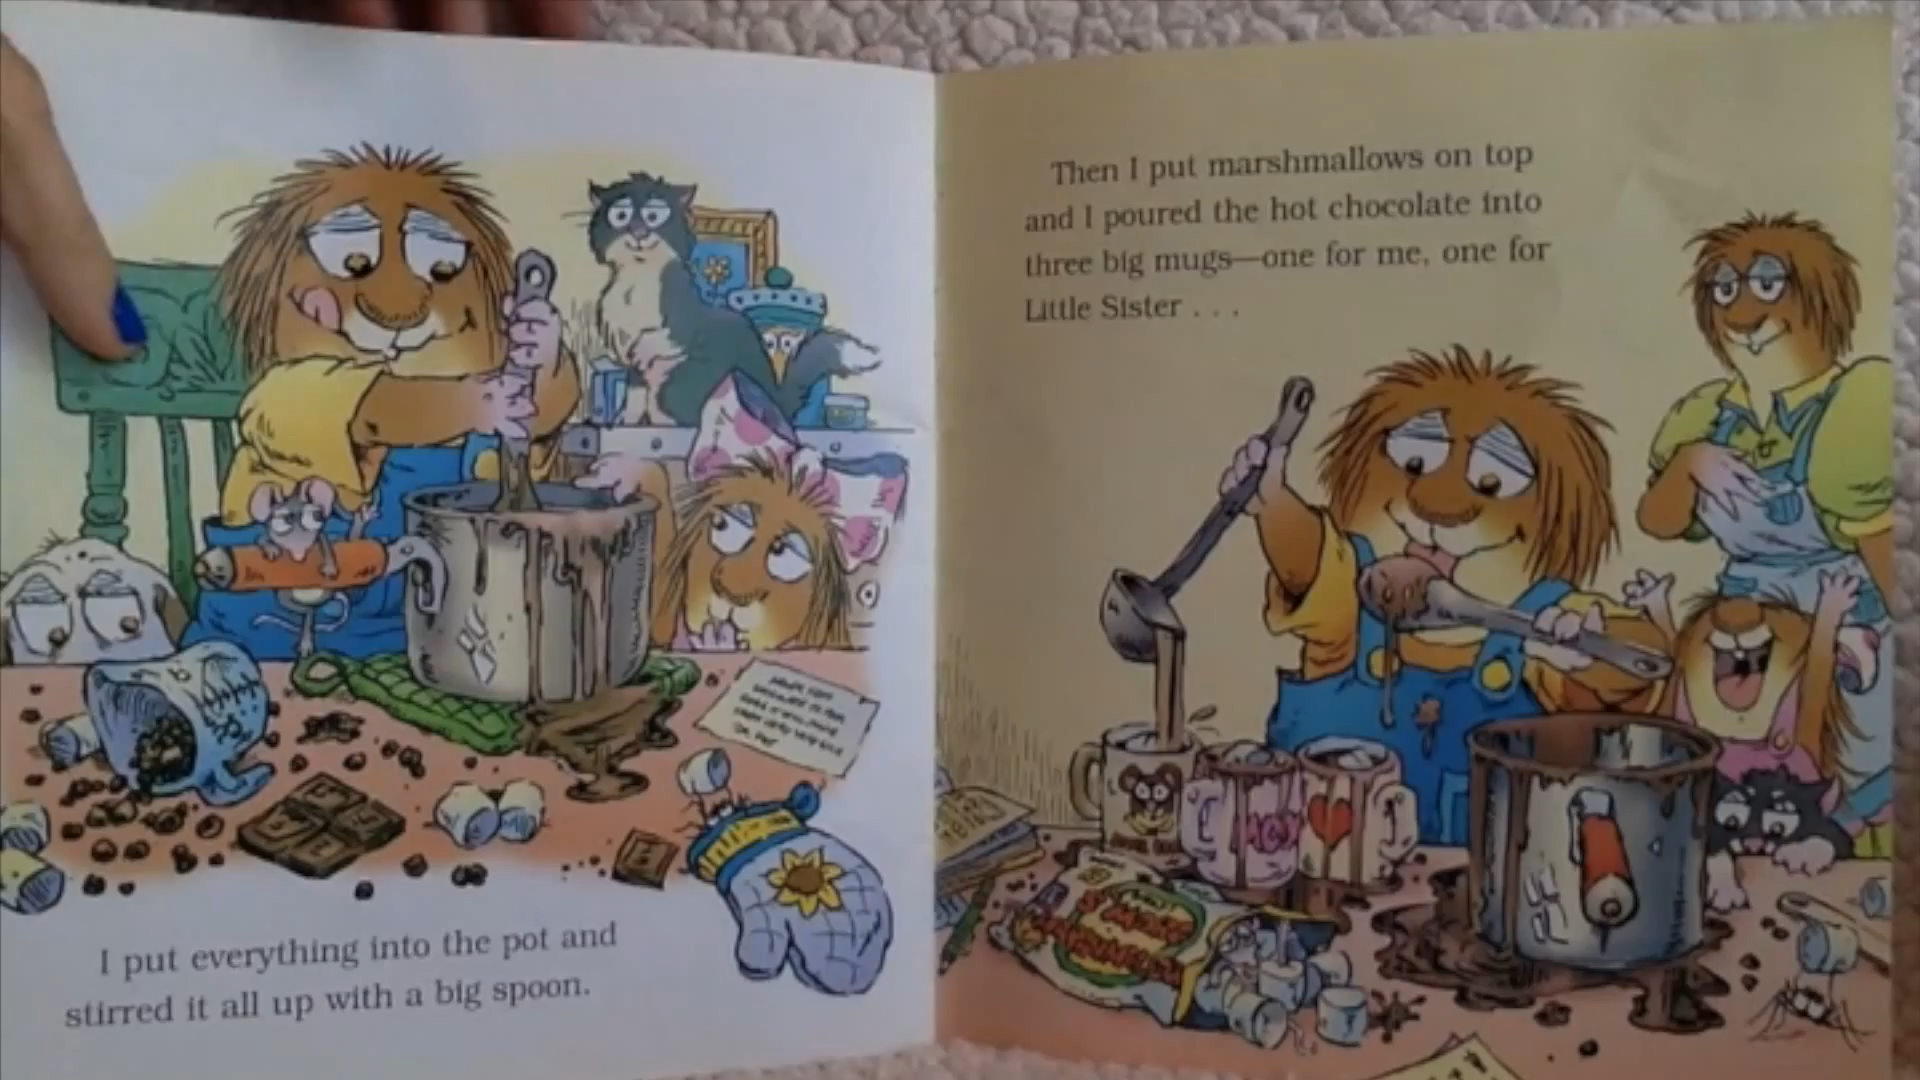 I put everything into the pot and
stirred it all up with a big spoon.
Then I put marshmallows on top
and I poured the hot chocolate into
three big mugs—one for me, one for
Little Sister . . .